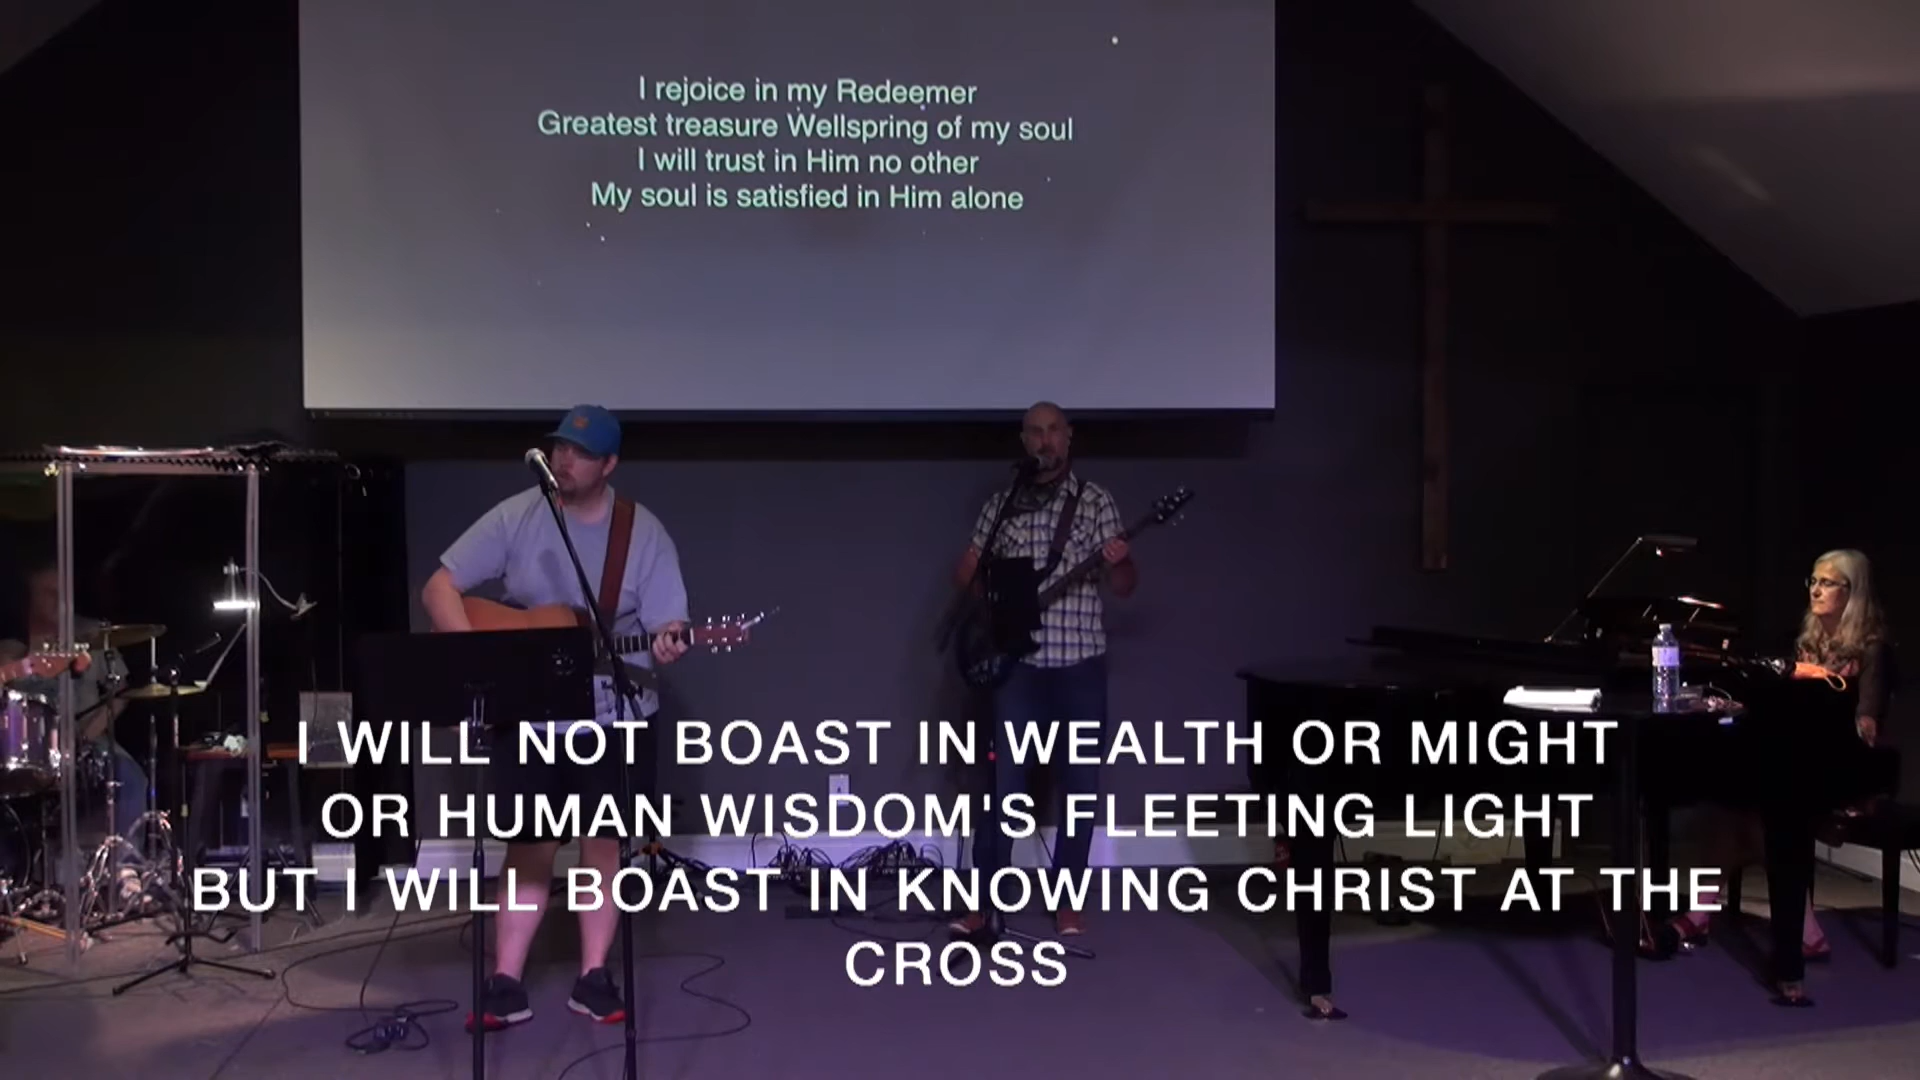 I rejoice in my Redeemer
Greatest treasure Wellspring of my soul
I will trust in Him no other
My soul is satisfied in Him alone
I WILL NOT BOAST IN WEALTH OR MIGHT
OR HUMAN WISDOM'S FLEETING LIGHT
BUT I WILL BOAST IN KNOWING CHRIST AT THE
CROSS